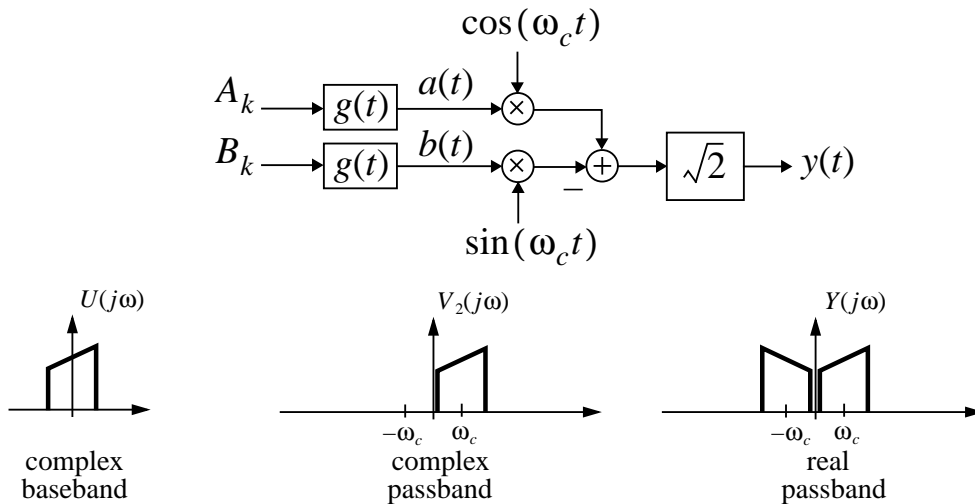 cos(ω_c t)
A_k
g(t)
a(t)
×
B_k
g(t)
b(t)
×
−
+
√2
y(t)
sin(ω_c t)
U(jω)
V_2(jω)
Y(jω)
−ω_c
ω_c
−ω_c
ω_c
complex
baseband
complex
passband
real
passband